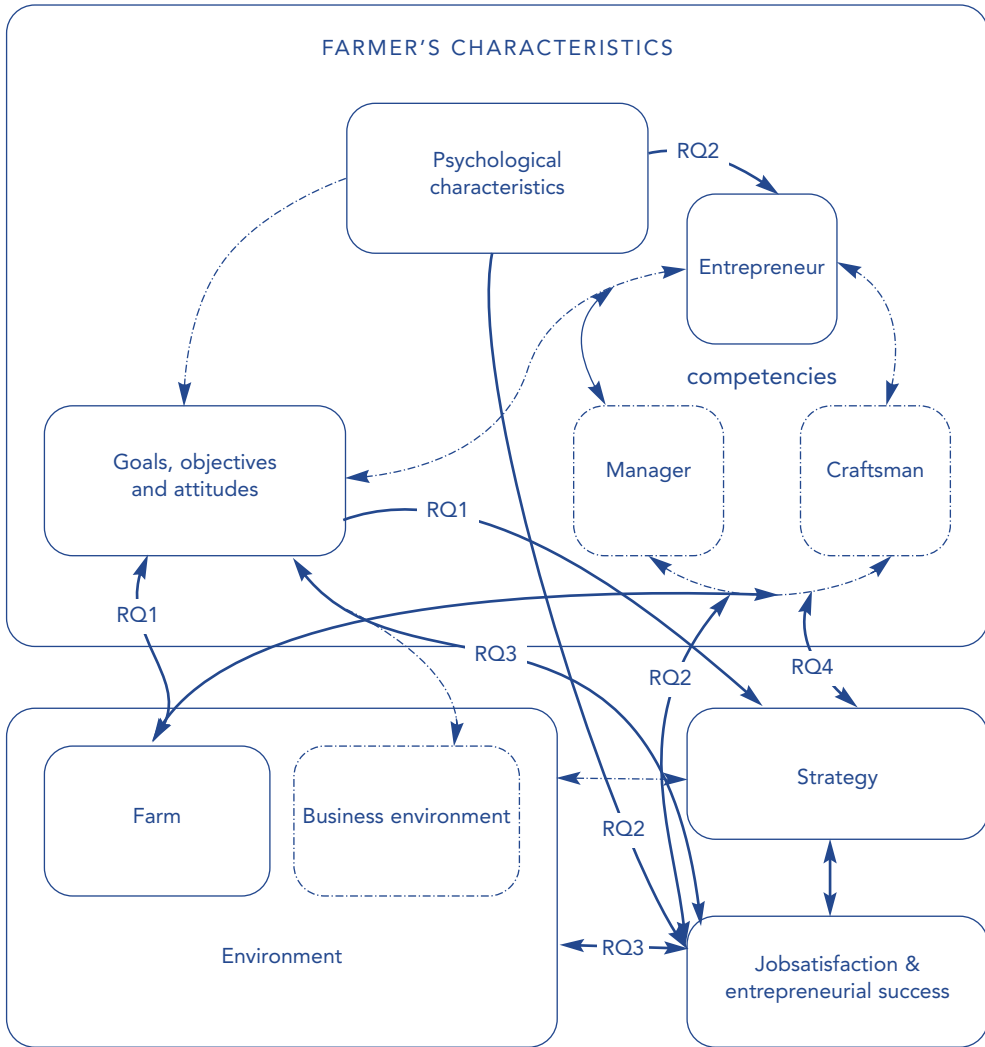 FARMER'S CHARACTERISTICS
Psychological
characteristics
RQ2
Entrepreneur
competencies
Goals, objectives
and attitudes
Manager
Craftsman
RQ1
RQ1
RQ3
RQ2
RQ4
Farm
Business environment
Strategy
RQ2
Environment
RQ3
Jobsatisfaction &
entrepreneurial success